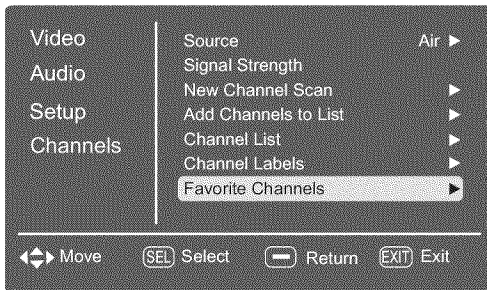 Video
Audio
Setup
Channels
Source Air
Signal Strength
New Channel Scan
Add Channels to List
Channel List
Channel Labels
Favorite Channels
Move SEL Select Return EXIT Exit